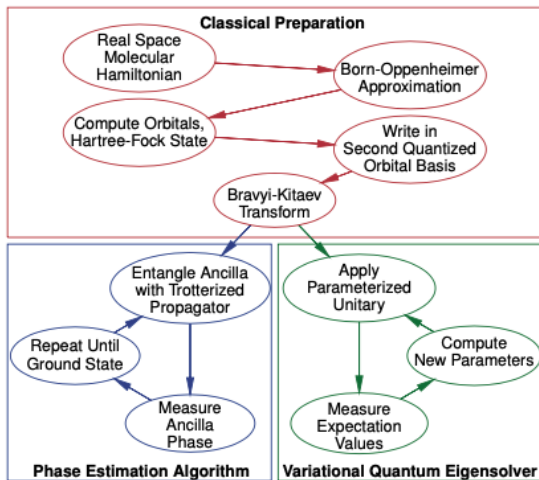 Classical Preparation
Real Space
Molecular
Hamiltonian
Born-Oppenheimer
Approximation
Compute Orbitals,
Hartree-Fock State
Write in
Second Quantized
Orbital Basis
Bravyi-Kitaev
Transform
Entangle Ancilla
with Trotterized
Propagator
Repeat Until
Ground State
Measure
Ancilla
Phase
Phase Estimation Algorithm
Apply
Parameterized
Unitary
Compute
New Parameters
Measure
Expectation
Values
Variational Quantum Eigensolver